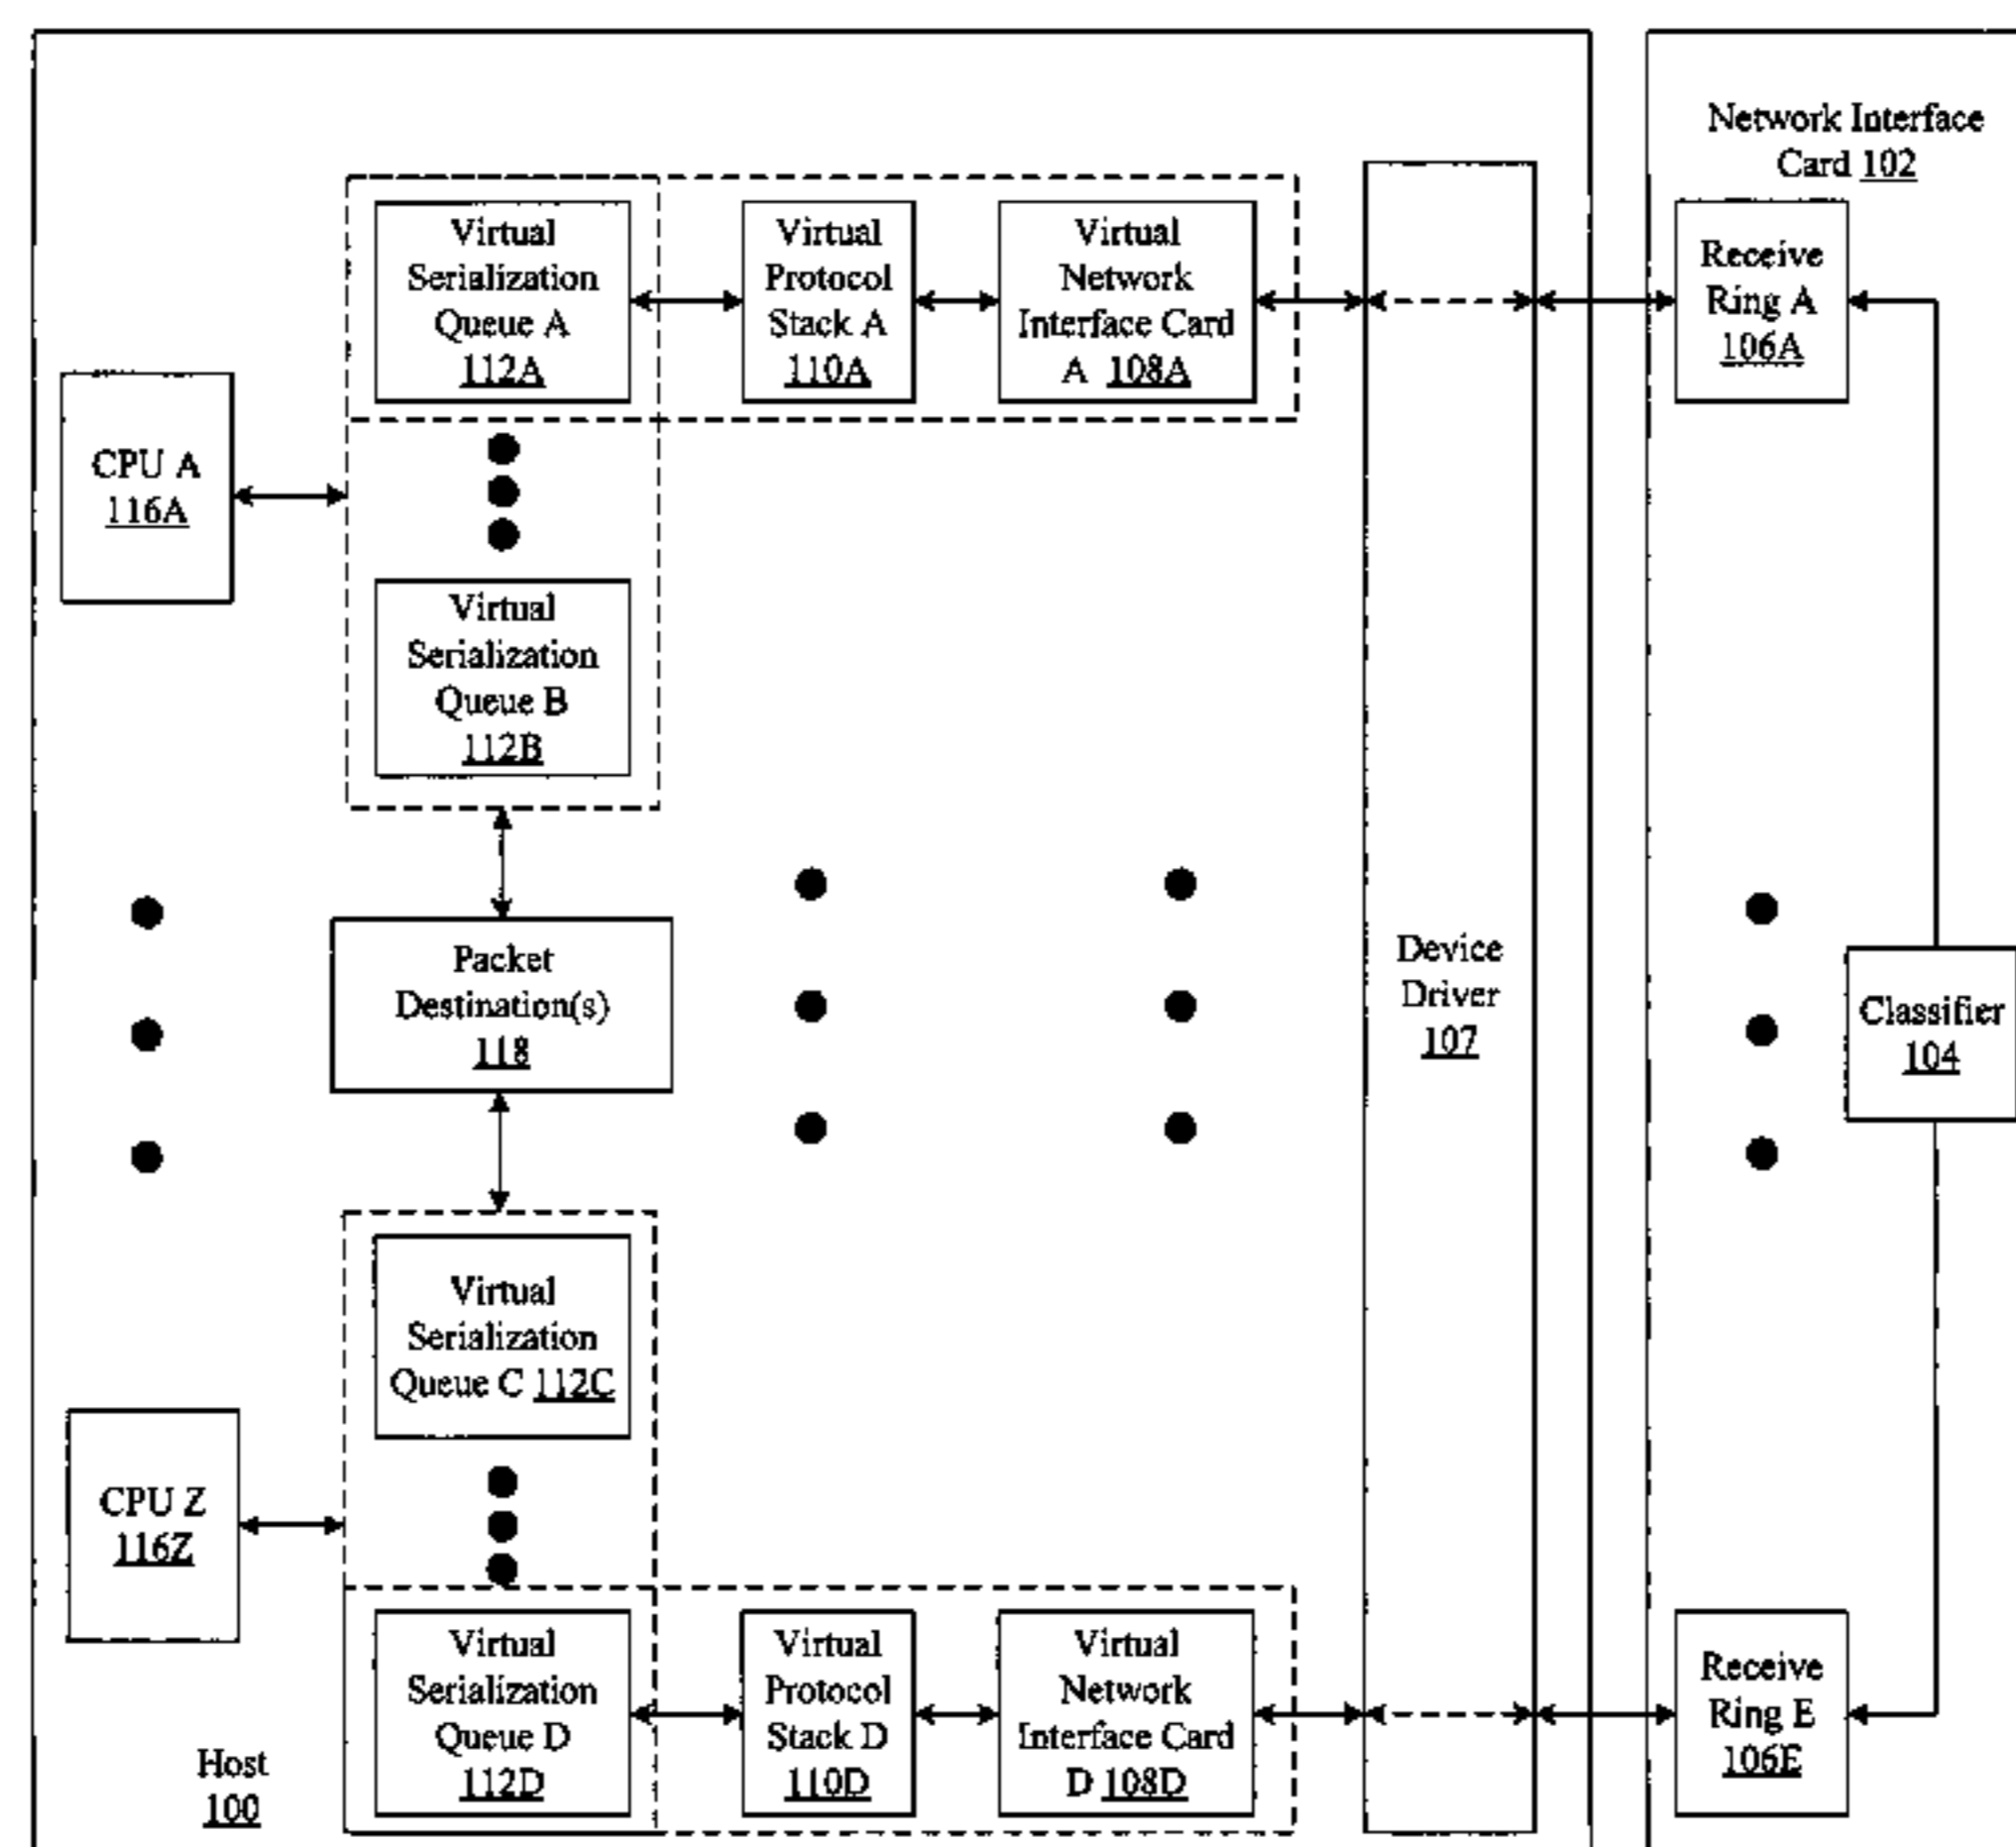 Network Interface
Card 102
Virtual
Serialization
Queue A
112A
Virtual
Protocol
Stack A
110A
Virtual
Network
Interface Card
A 108A
Receive
Ring A
106A
CPU A
116A
Virtual
Serialization
Queue B
112B
Packet
Destination(s)
118
Device
Driver
107
Classifier
104
Virtual
Serialization
Queue C 112C
CPU Z
116Z
Virtual
Serialization
Queue D
112D
Virtual
Protocol
Stack D
110D
Virtual
Network
Interface Card
D 108D
Receive
Ring E
106E
Host
100